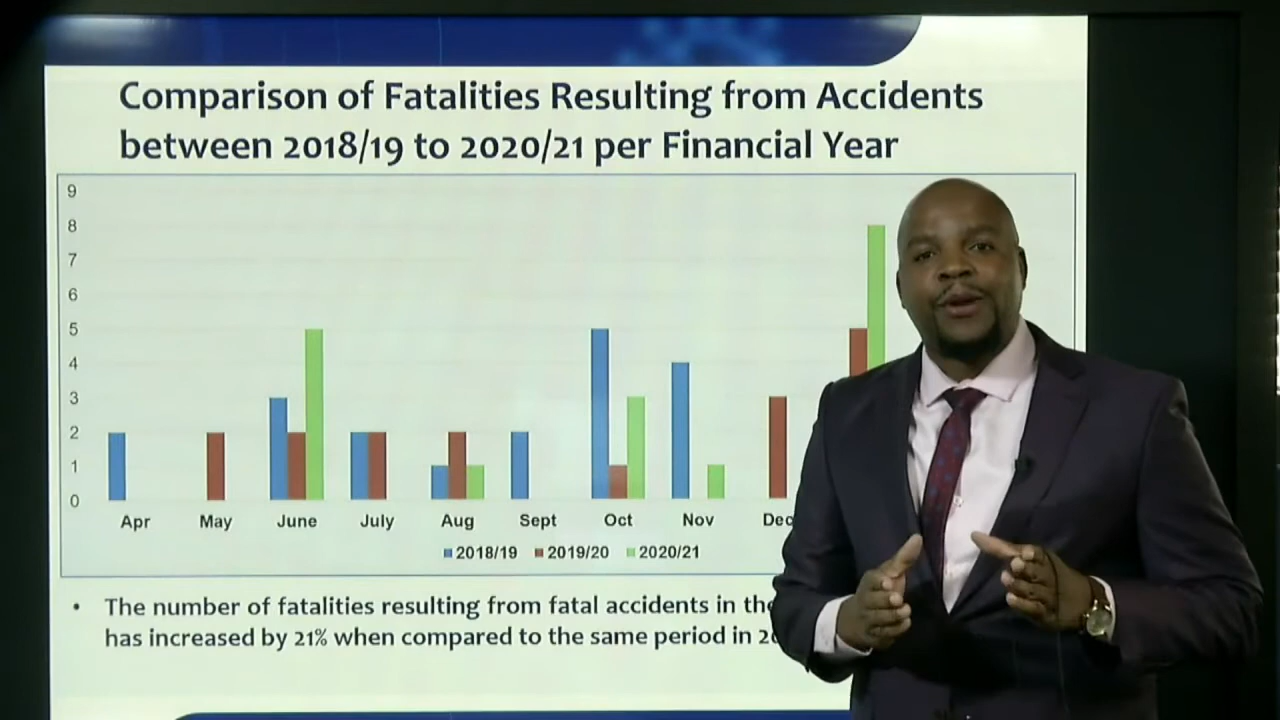 Comparison of Fatalities Resulting from Accidents
between 2018/19 to 2020/21 per Financial Year
9
8
7
6
5
4
3
2
1
0
Apr May June July Aug Sept Oct Nov Dec
2018/19 2019/20 2020/21
• The number of fatalities resulting from fatal accidents in the
has increased by 21% when compared to the same period in